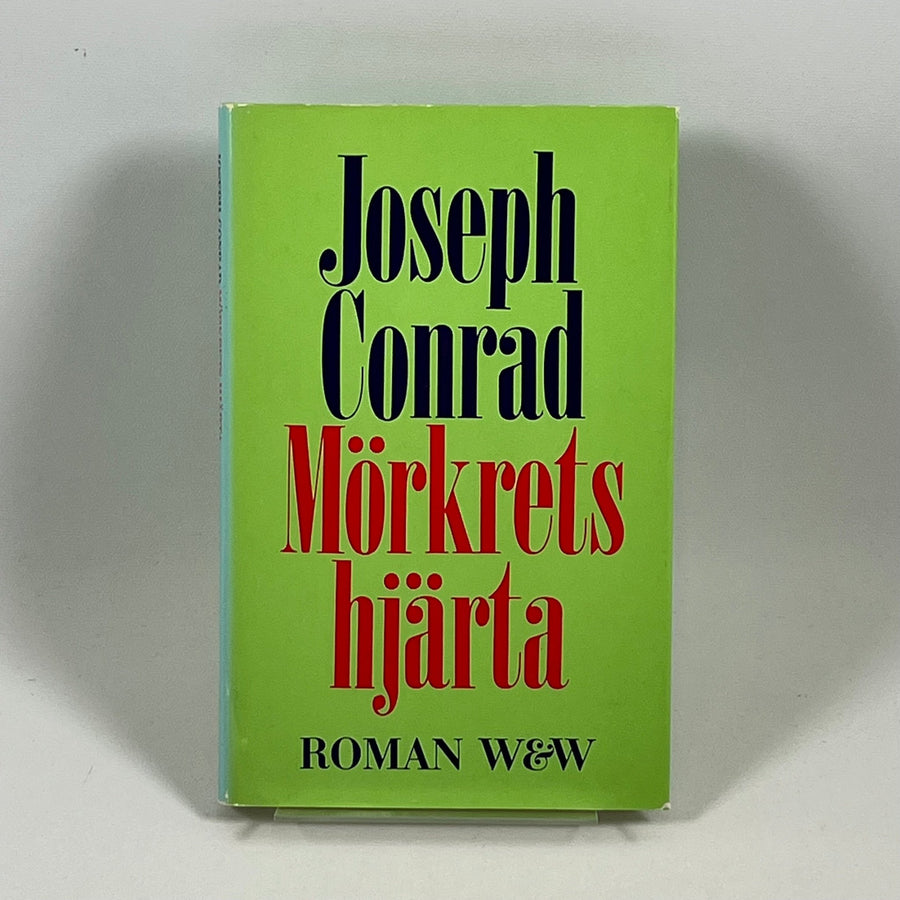 Joseph
Conrad
Mörkrets
hjärta
ROMAN W&W